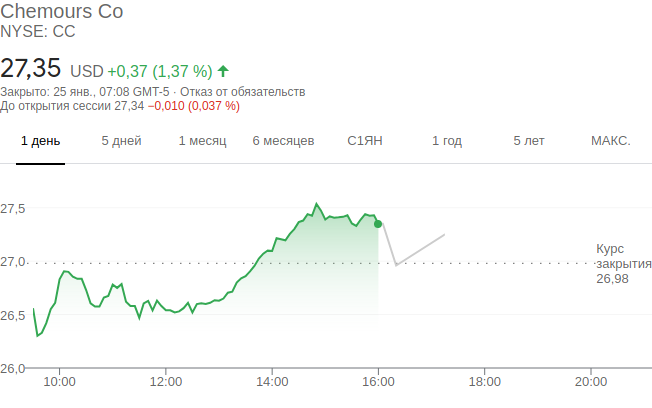 Chemours Co
NYSE: CC
27,35 USD +0,37 (1,37 %)
Закрыто: 25 янв., 07:08 GMT-5 · Отказ от обязательств
До открытия сессии 27,34 −0,010 (0,037 %)
1 день 5 дней 1 месяц 6 месяцев С1ЯН 1 год 5 лет МАКС.
27,5
27,0
26,5
26,0
Курс
закрытия
26,98
10:00 12:00 14:00 16:00 18:00 20:00